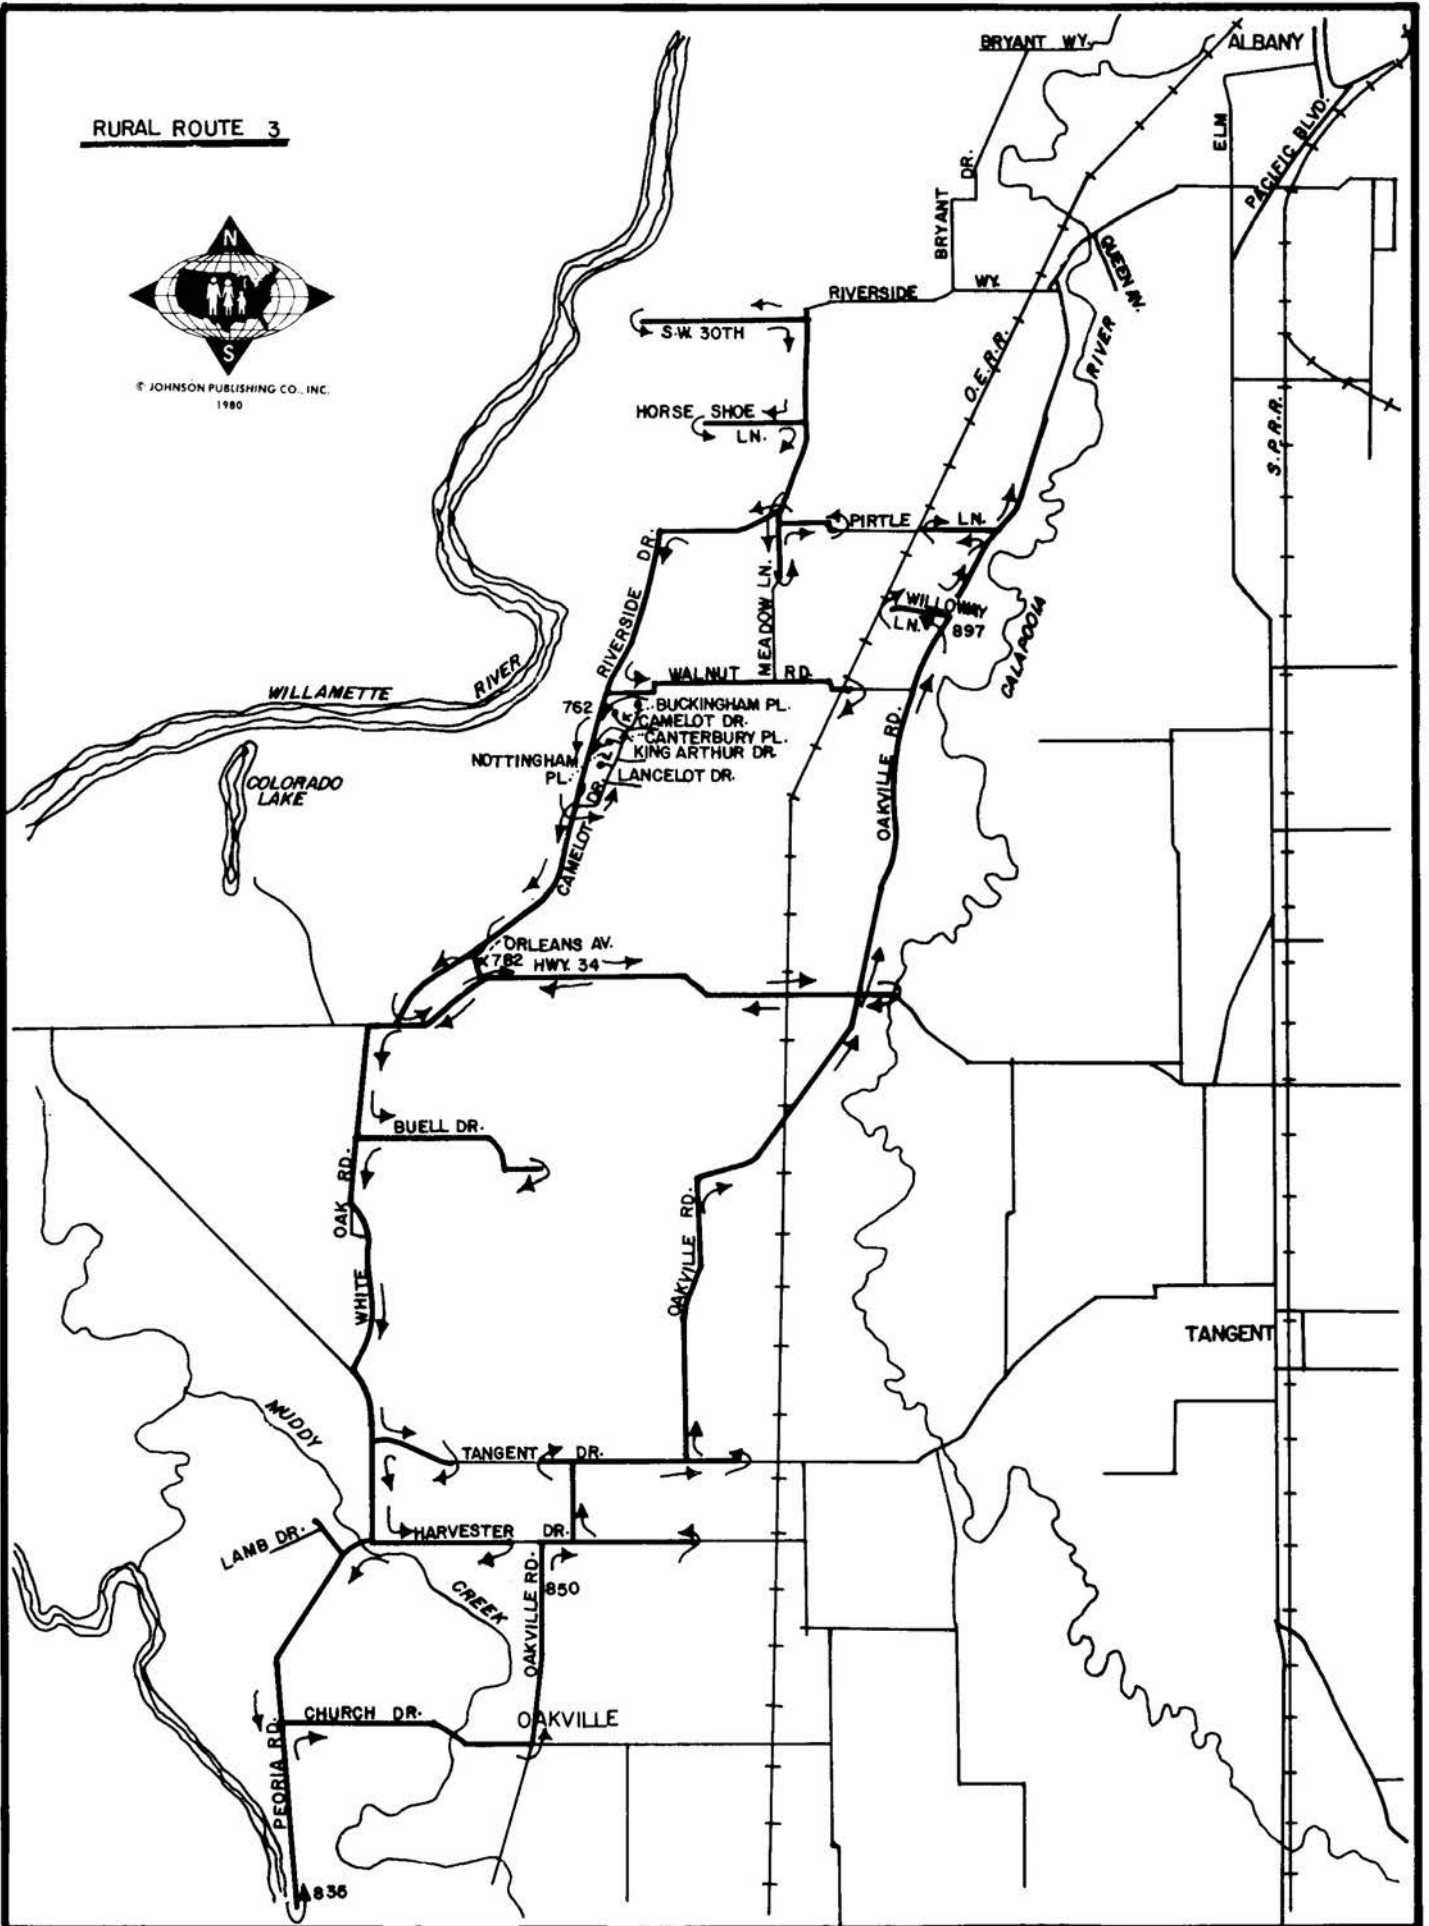 BRYANT WY.
ALBANY
RURAL ROUTE 3
ELM
PACIFIC BLVD.
BRYANT DR.
N
S
© JOHNSON PUBLISHING CO., INC.
1980
QUEEN AV.
RIVERSIDE WY.
S.W. 30TH
O.E.R.R.
RIVER
HORSE SHOE
LN.
S.P.R.R.
PIRTLE LN.
RIVERSIDE DR.
MEADOW LN.
WILLOWAY
LN.
897
CALAPOOIA
WALNUT RD.
WILLAMETTE RIVER
762
BUCKINGHAM PL.
K
CAMELOT DR.
CANTERBURY PL.
KING ARTHUR DR.
L
NOTTINGHAM
PL.
LANCELOT DR.
COLORADO
LAKE
CAMELOT DR.
OAKVILLE RD.
ORLEANS AV.
762
HWY. 34
BUELL DR.
WHITE OAK RD.
OAKVILLE RD.
TANGENT
MUDDY
TANGENT DR.
HARVESTER DR.
LAMB DR.
CREEK
OAKVILLE RD.
850
CHURCH DR.
OAKVILLE
PEORIA RD.
836